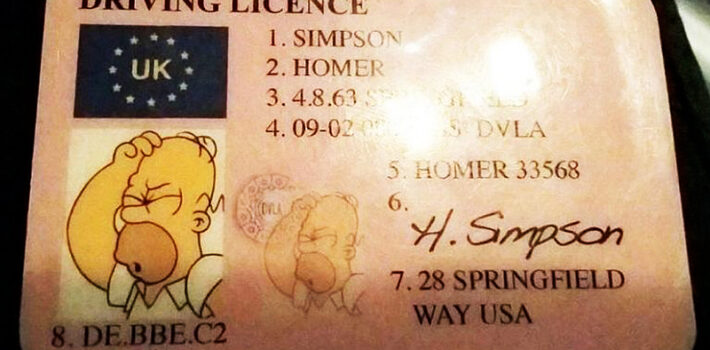 DRIVING LICENCE
UK
1. SIMPSON
2. HOMER
3. 4.8.63
4. 09-02 DVLA
5. HOMER 33568
DVLA
6.
H. Simpson
7. 28 SPRINGFIELD
WAY USA
8. DE.BBE.C2